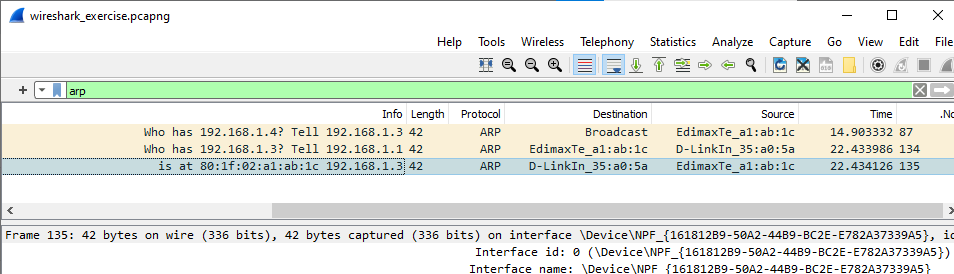 wireshark_exercise.pcapng
File Edit View Go Capture Analyze Statistics Telephony Wireless Tools Help
arp
No. Time Source Destination Protocol Length Info
87 14.903332 EdimaxTe_a1:ab:1c Broadcast ARP 42 Who has 192.168.1.4? Tell 192.168.1.3
134 22.433986 D-LinkIn_35:a0:5a EdimaxTe_a1:ab:1c ARP 42 Who has 192.168.1.3? Tell 192.168.1.1
135 22.434126 EdimaxTe_a1:ab:1c D-LinkIn_35:a0:5a ARP 42 192.168.1.3 is at 80:1f:02:a1:ab:1c
Frame 135: 42 bytes on wire (336 bits), 42 bytes captured (336 bits) on interface \Device\NPF_{161812B9-50A2-44B9-BC2E-E782A37339A5}, id
Interface id: 0 (\Device\NPF_{161812B9-50A2-44B9-BC2E-E782A37339A5})
Interface name: \Device\NPF_{161812B9-50A2-44B9-BC2E-E782A37339A5}